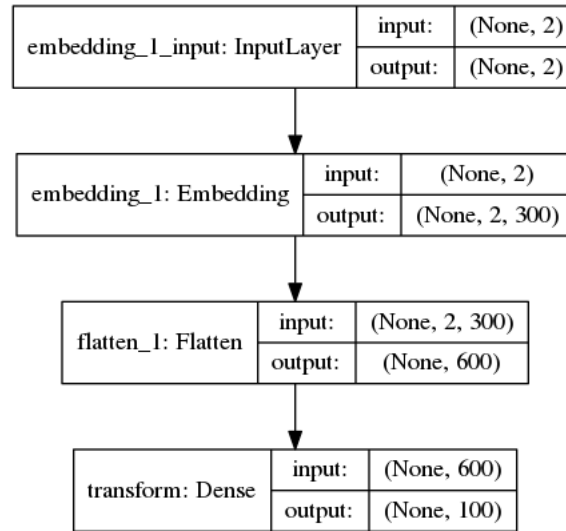 embedding_1_input: InputLayer
input: (None, 2)
output: (None, 2)
embedding_1: Embedding
input: (None, 2)
output: (None, 2, 300)
flatten_1: Flatten
input: (None, 2, 300)
output: (None, 600)
transform: Dense
input: (None, 600)
output: (None, 100)